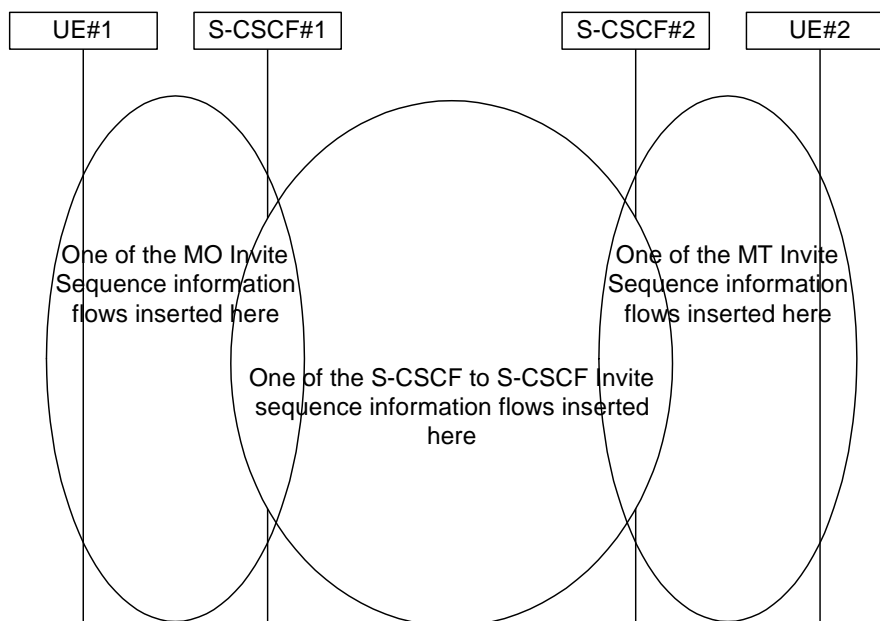 UE#1
S-CSCF#1
S-CSCF#2
UE#2
One of the MO Invite
Sequence information
flows inserted here
One of the MT Invite
Sequence information
flows inserted here
One of the S-CSCF to S-CSCF Invite
sequence information flows inserted
here